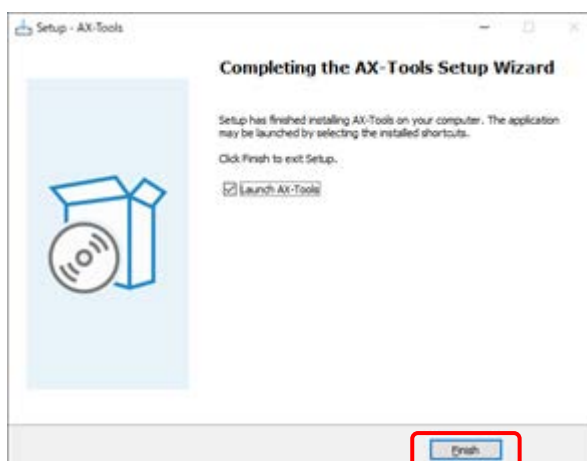 Setup - AX-Tools
Completing the AX-Tools Setup Wizard
Setup has finished installing AX-Tools on your computer. The application
may be launched by selecting the installed shortcuts.
Click Finish to exit Setup.
Launch AX-Tools
Finish